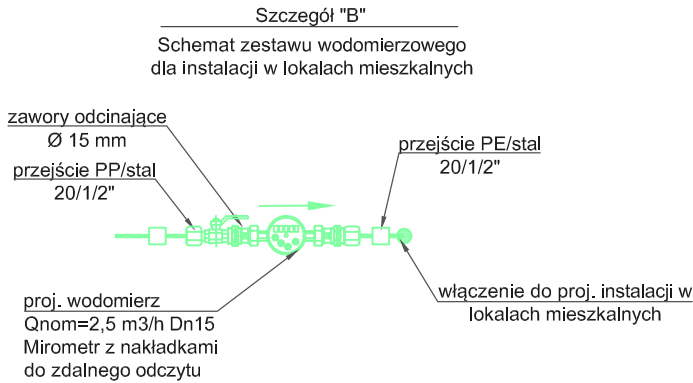 Szczegół "B"
Schemat zestawu wodomierzowego
dla instalacji w lokalach mieszkalnych
zawory odcinające
Ø 15 mm
przejście PP/stal
20/1/2"
przejście PE/stal
20/1/2"
proj. wodomierz
Qnom=2,5 m3/h Dn15
Mirometr z nakładkami
do zdalnego odczytu
włączenie do proj. instalacji w
lokalach mieszkalnych